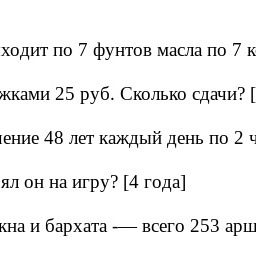 ходит по 7 фунтов масла по 7 к
жками 25 руб. Сколько сдачи? [
ение 48 лет каждый день по 2 ч
ял он на игру? [4 года]
кна и бархата -— всего 253 арш